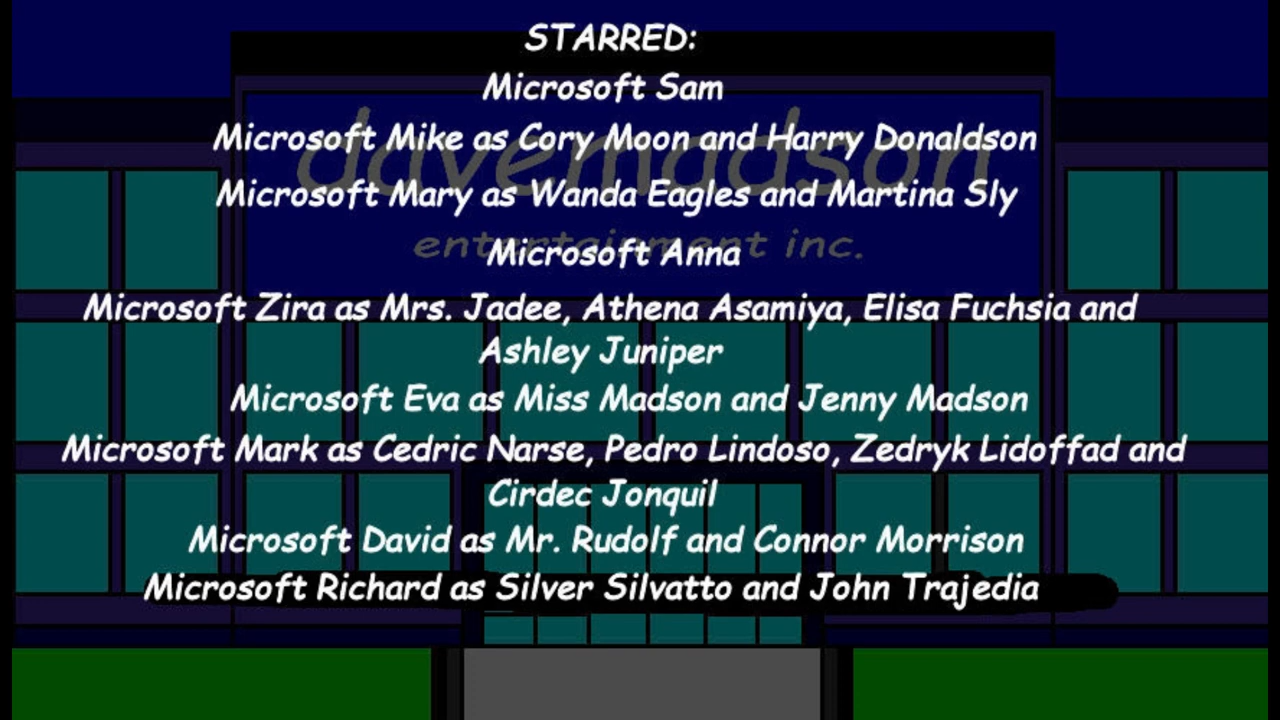 STARRED:
Microsoft Sam
Microsoft Mike as Cory Moon and Harry Donaldson
davemadson
Microsoft Mary as Wanda Eagles and Martina Sly
entertainment inc.
Microsoft Anna
Microsoft Zira as Mrs. Jadee, Athena Asamiya, Elisa Fuchsia and
Ashley Juniper
Microsoft Eva as Miss Madson and Jenny Madson
Microsoft Mark as Cedric Narse, Pedro Lindoso, Zedryk Lidoffad and
Cirdec Jonquil
Microsoft David as Mr. Rudolf and Connor Morrison
Microsoft Richard as Silver Silvatto and John Trajedia